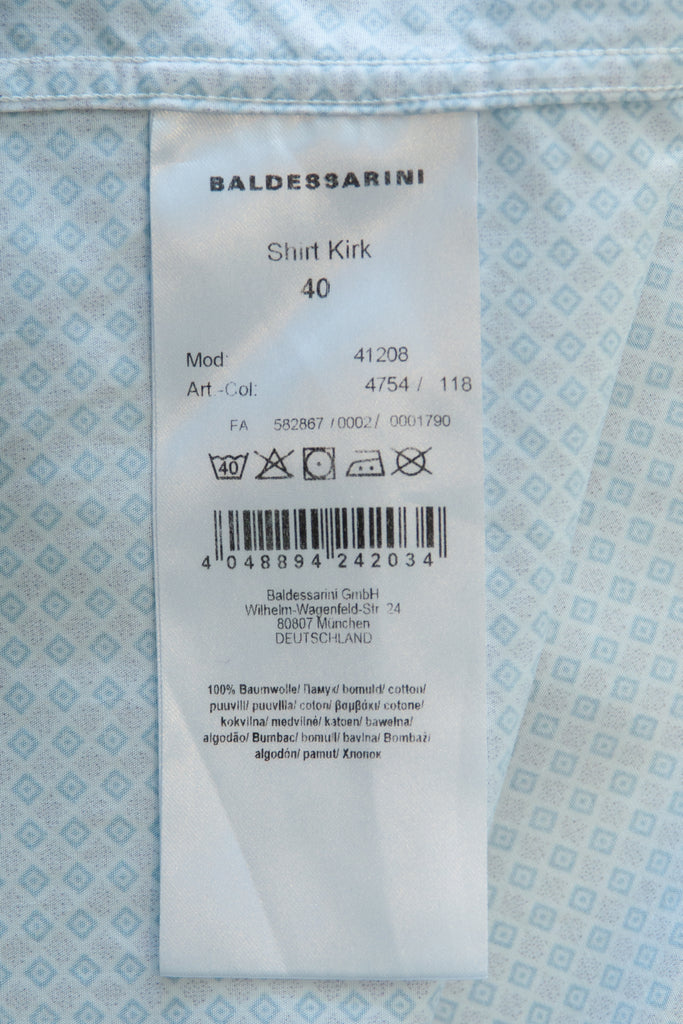 BALDESSARINI
Shirt Kirk
40
Mod: 41208
Art.-Col: 4754 / 118
FA 582867 /0002/ 0001790
40
4 048894 242034
Baldessarini GmbH
Wilhelm-Wagenfeld-Str. 24
80807 München
DEUTSCHLAND
100% Baumwolle/ Памук/ bomuld/ cotton/
puuvill/ puuvilla/ coton/ βαμβάκι/ cotone/
kokvilna/ medvilnė/ katoen/ bawełna/
algodão/ Bumbac/ bomull/ bavlna/ Bombaž/
algodón/ pamut/ Хлопок